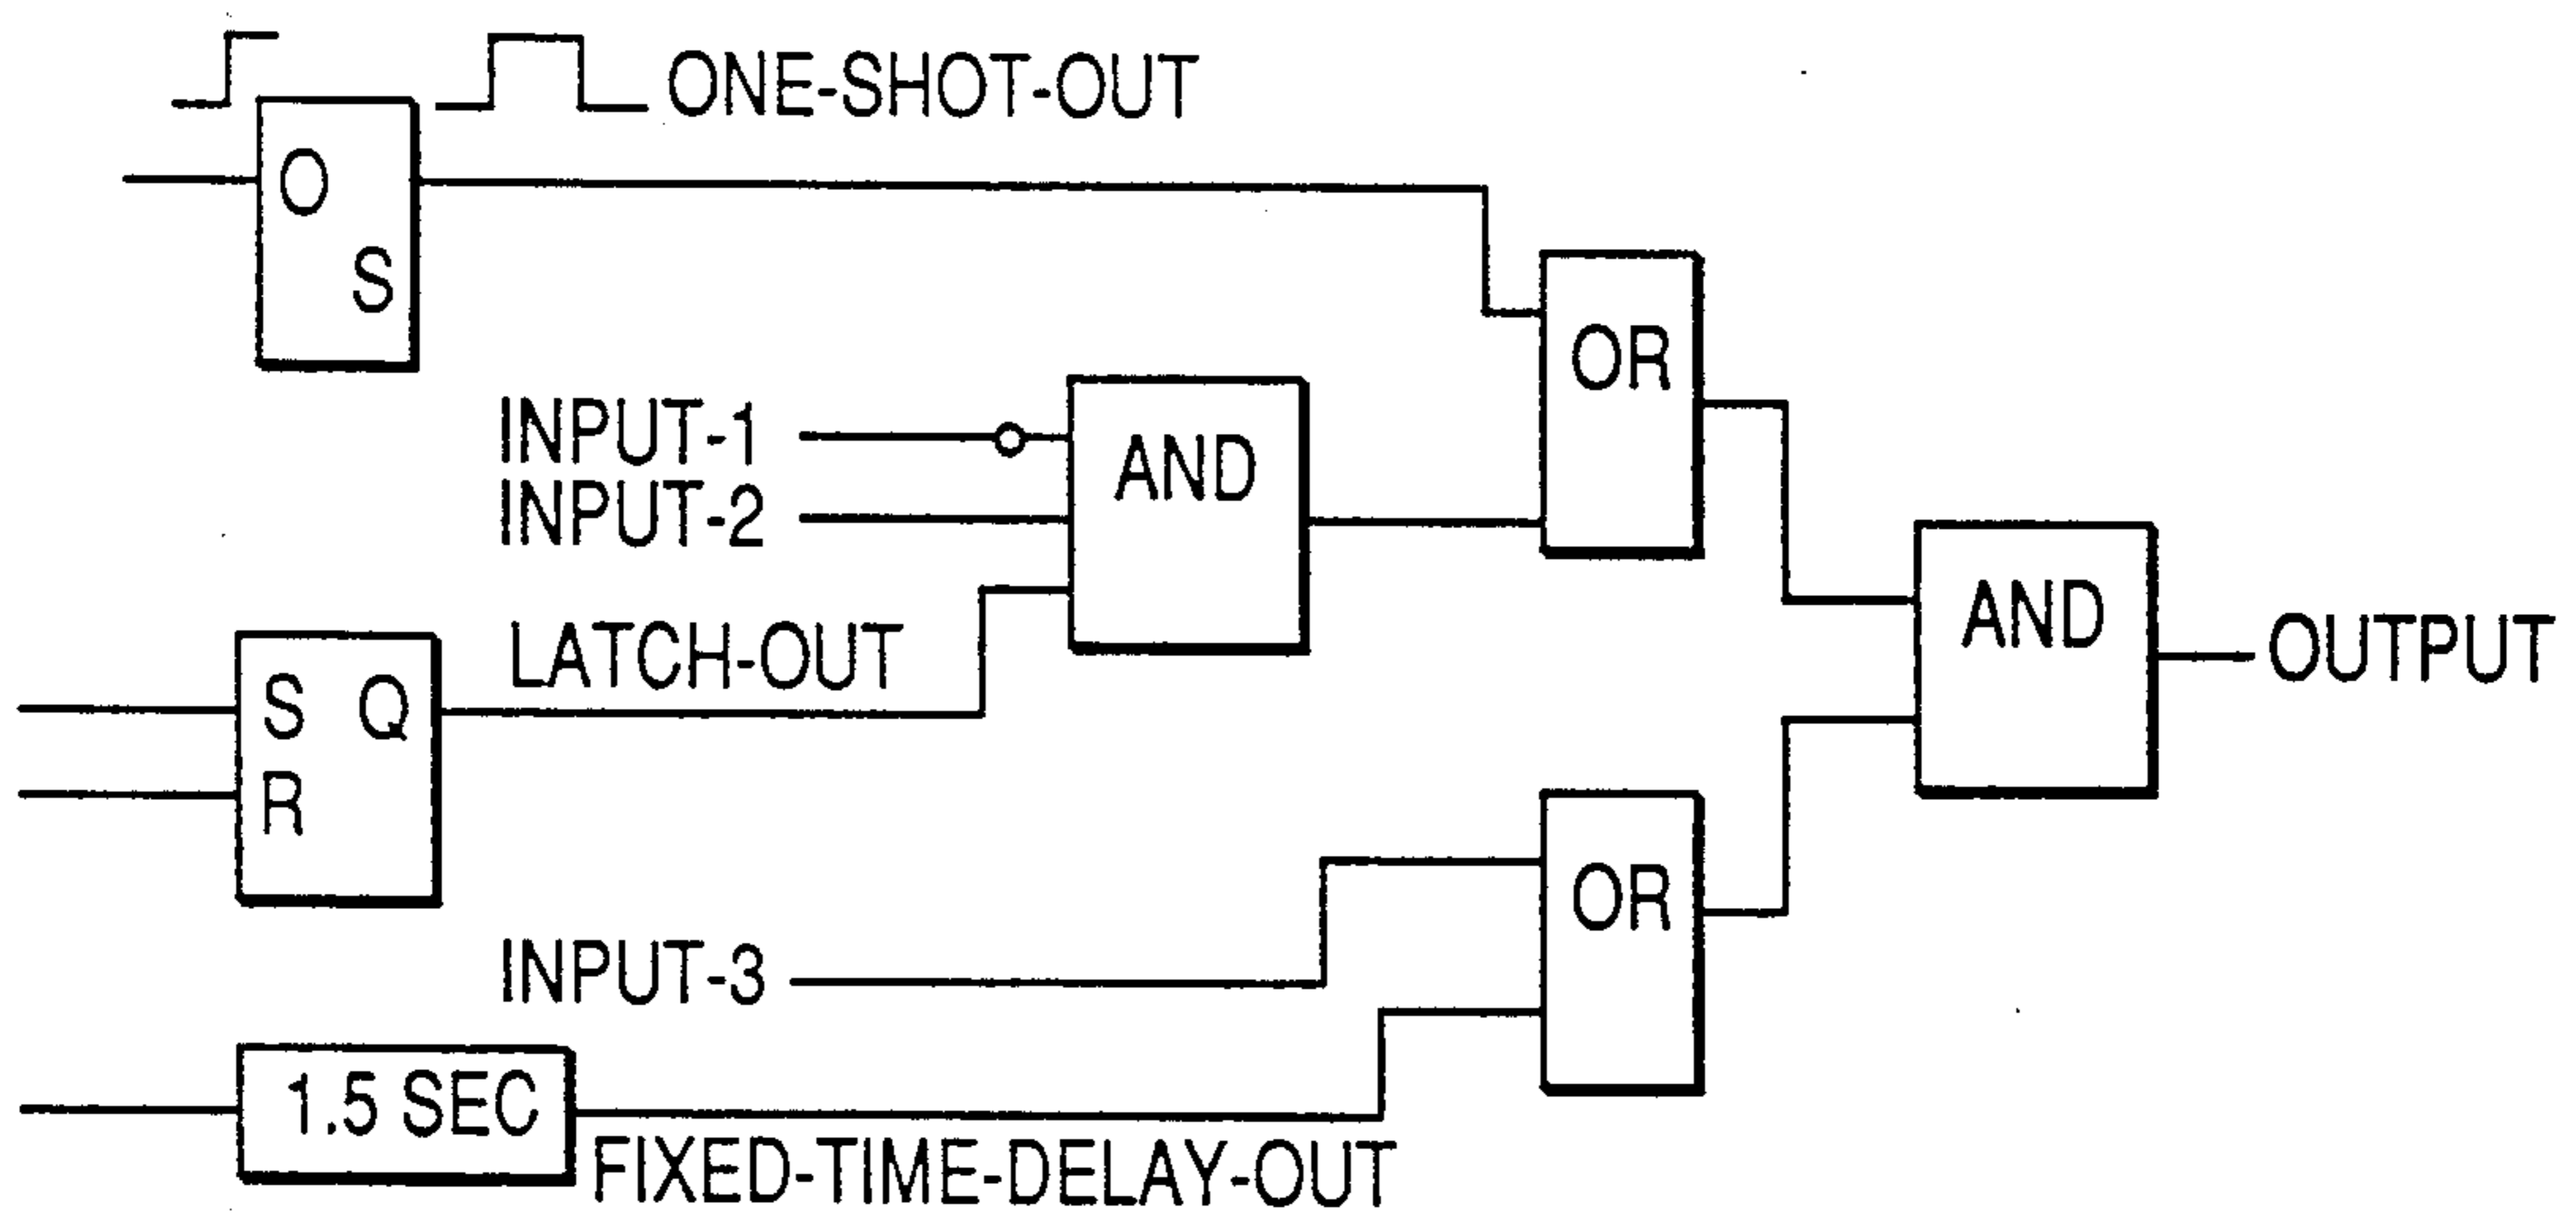 ONE-SHOT-OUT
O
S
OR
INPUT-1
AND
INPUT-2
AND
OUTPUT
LATCH-OUT
S Q
R
OR
INPUT-3
1.5 SEC
FIXED-TIME-DELAY-OUT